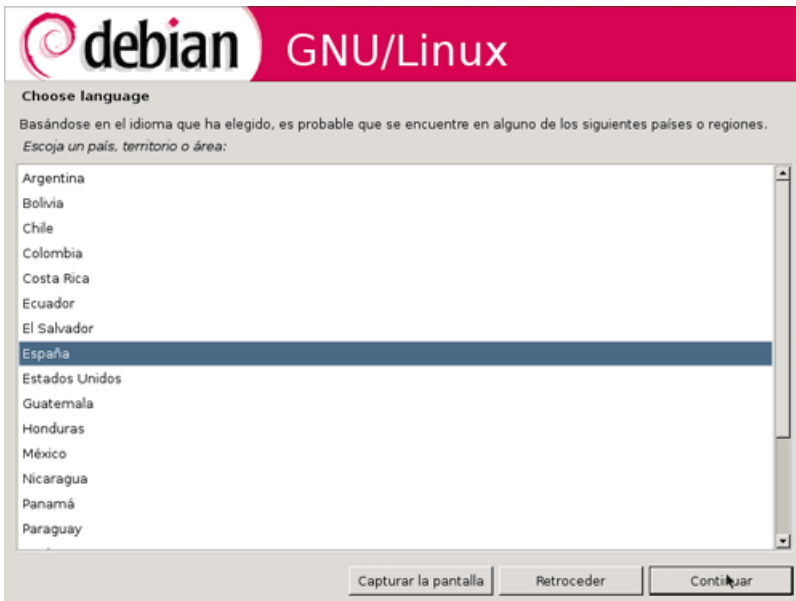 debian GNU/Linux
Choose language
Basándose en el idioma que ha elegido, es probable que se encuentre en alguno de los siguientes países o regiones.
Escoja un país, territorio o área:
Argentina
Bolivia
Chile
Colombia
Costa Rica
Ecuador
El Salvador
España
Estados Unidos
Guatemala
Honduras
México
Nicaragua
Panamá
Paraguay
Capturar la pantalla Retroceder Continuar